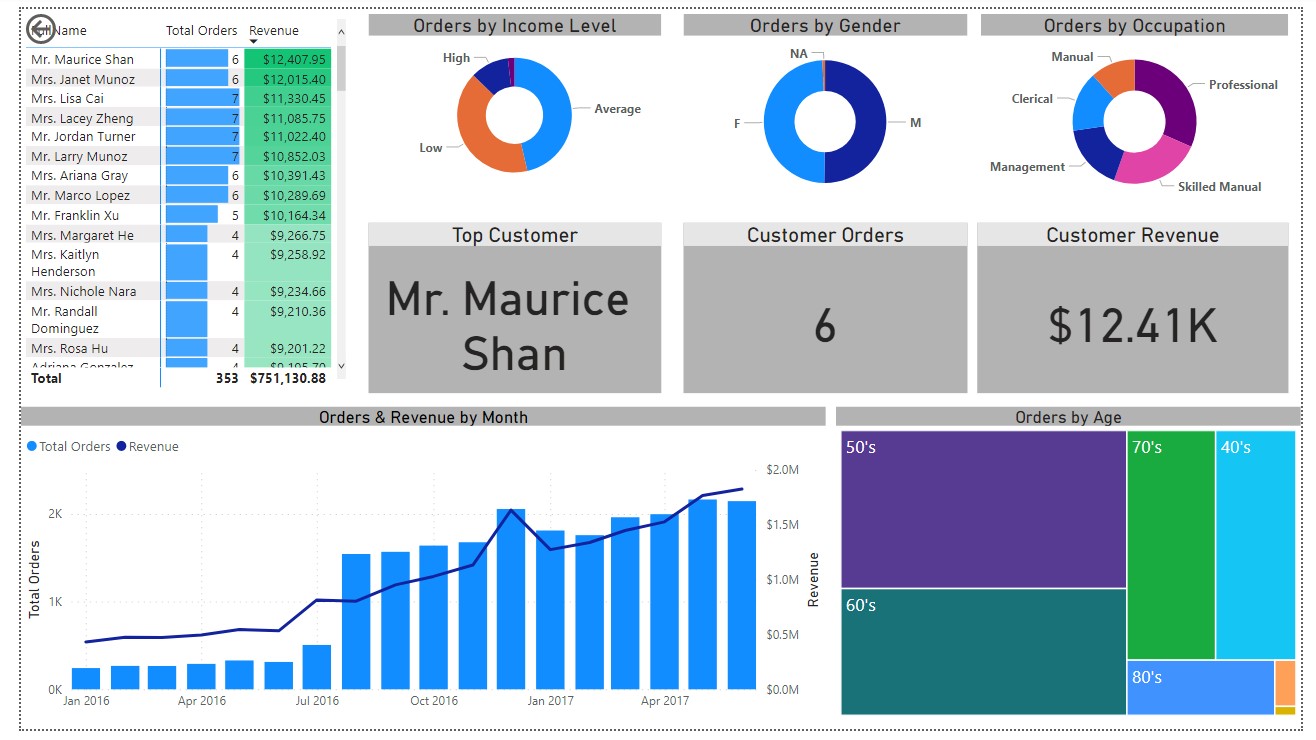 Full Name Total Orders Revenue
Mr. Maurice Shan 6 $12,407.95
Mrs. Janet Munoz 6 $12,015.40
Mrs. Lisa Cai 7 $11,330.45
Mrs. Lacey Zheng 7 $11,085.75
Mr. Jordan Turner 7 $11,022.40
Mr. Larry Munoz 7 $10,852.03
Mrs. Ariana Gray 6 $10,391.43
Mr. Marco Lopez 6 $10,289.69
Mr. Franklin Xu 5 $10,164.34
Mrs. Margaret He 4 $9,266.75
Mrs. Kaitlyn 4 $9,258.92
Henderson
Mrs. Nichole Nara 4 $9,234.66
Mr. Randall 4 $9,210.36
Dominguez
Mrs. Rosa Hu 4 $9,201.22
Adriana Gonzalez 4 $9,195.70
Total 353 $751,130.88
Orders by Income Level
High
Average
Low
Orders by Gender
NA
F
M
Orders by Occupation
Manual
Professional
Clerical
Management
Skilled Manual
Top Customer
Mr. Maurice
Shan
Customer Orders
6
Customer Revenue
$12.41K
Orders & Revenue by Month
Total Orders Revenue
Total Orders
2K
1K
0K
$2.0M
$1.5M
$1.0M
$0.5M
$0.0M
Revenue
Jan 2016 Apr 2016 Jul 2016 Oct 2016 Jan 2017 Apr 2017
Orders by Age
50's
70's
40's
60's
80's